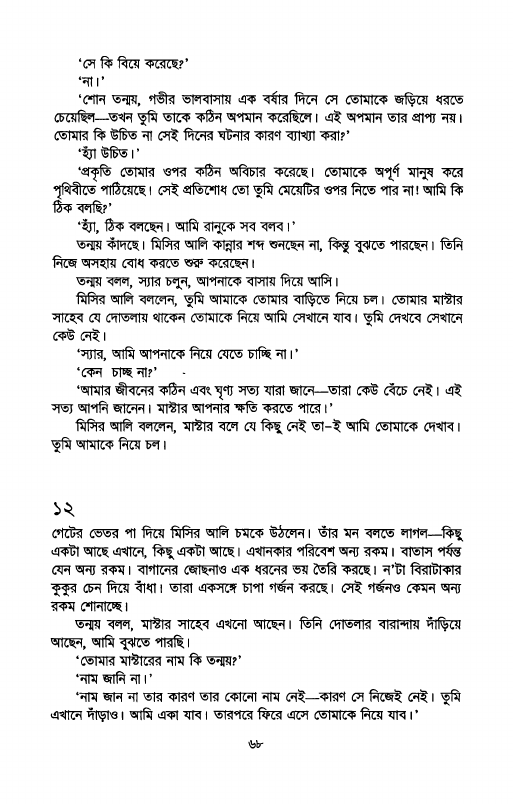 ‘সে কি বিয়ে করেছে?’
‘না।’
‘শোন তন্ময়, গভীর ভালবাসায় এক বর্ষার দিনে সে তোমাকে জড়িয়ে ধরতে
চেয়েছিল—তখন তুমি তাকে কঠিন অপমান করেছিলে। এই অপমান তার প্রাপ্য নয়।
তোমার কি উচিত না সেই দিনের ঘটনার কারণ ব্যাখ্যা করা?’
‘হ্যাঁ উচিত।’
‘প্রকৃতি তোমার ওপর কঠিন অবিচার করেছে। তোমাকে অপূর্ণ মানুষ করে
পৃথিবীতে পাঠিয়েছে। সেই প্রতিশোধ তো তুমি মেয়েটির ওপর নিতে পার না! আমি কি
ঠিক বলছি?’
‘হ্যাঁ, ঠিক বলছেন। আমি রানুকে সব বলব।’
তন্ময় কাঁদছে। মিসির আলি কান্নার শব্দ শুনছেন না, কিন্তু বুঝতে পারছেন। তিনি
নিজে অসহায় বোধ করতে শুরু করেছেন।
তন্ময় বলল, স্যার চলুন, আপনাকে বাসায় দিয়ে আসি।
মিসির আলি বললেন, তুমি আমাকে তোমার বাড়িতে নিয়ে চল। তোমার মাস্টার
সাহেব যে দোতলায় থাকেন তোমাকে নিয়ে আমি সেখানে যাব। তুমি দেখবে সেখানে
কেউ নেই।
‘স্যার, আমি আপনাকে নিয়ে যেতে চাচ্ছি না।’
‘কেন চাচ্ছ না?’
‘আমার জীবনের কঠিন এবং ঘৃণ্য সত্য যারা জানে—তারা কেউ বেঁচে নেই। এই
সত্য আপনি জানেন। মাস্টার আপনার ক্ষতি করতে পারে।’
মিসির আলি বললেন, মাস্টার বলে যে কিছু নেই তা-ই আমি তোমাকে দেখাব।
তুমি আমাকে নিয়ে চল।
১২
গেটের ভেতর পা দিয়ে মিসির আলি চমকে উঠলেন। তাঁর মন বলতে লাগল—কিছু
একটা আছে এখানে, কিছু একটা আছে। এখানকার পরিবেশ অন্য রকম। বাতাস পর্যন্ত
যেন অন্য রকম। বাগানের জোছনাও এক ধরনের ভয় তৈরি করছে। ন’টা বিরাটাকার
কুকুর চেন দিয়ে বাঁধা। তারা একসঙ্গে চাপা গর্জন করছে। সেই গর্জনও কেমন অন্য
রকম শোনাচ্ছে।
তন্ময় বলল, মাস্টার সাহেব এখনো আছেন। তিনি দোতলার বারান্দায় দাঁড়িয়ে
আছেন, আমি বুঝতে পারছি।
‘তোমার মাস্টারের নাম কি তন্ময়?’
‘নাম জানি না।’
‘নাম জান না তার কারণ তার কোনো নাম নেই—কারণ সে নিজেই নেই। তুমি
এখানে দাঁড়াও। আমি একা যাব। তারপরে ফিরে এসে তোমাকে নিয়ে যাব।’
৬৮